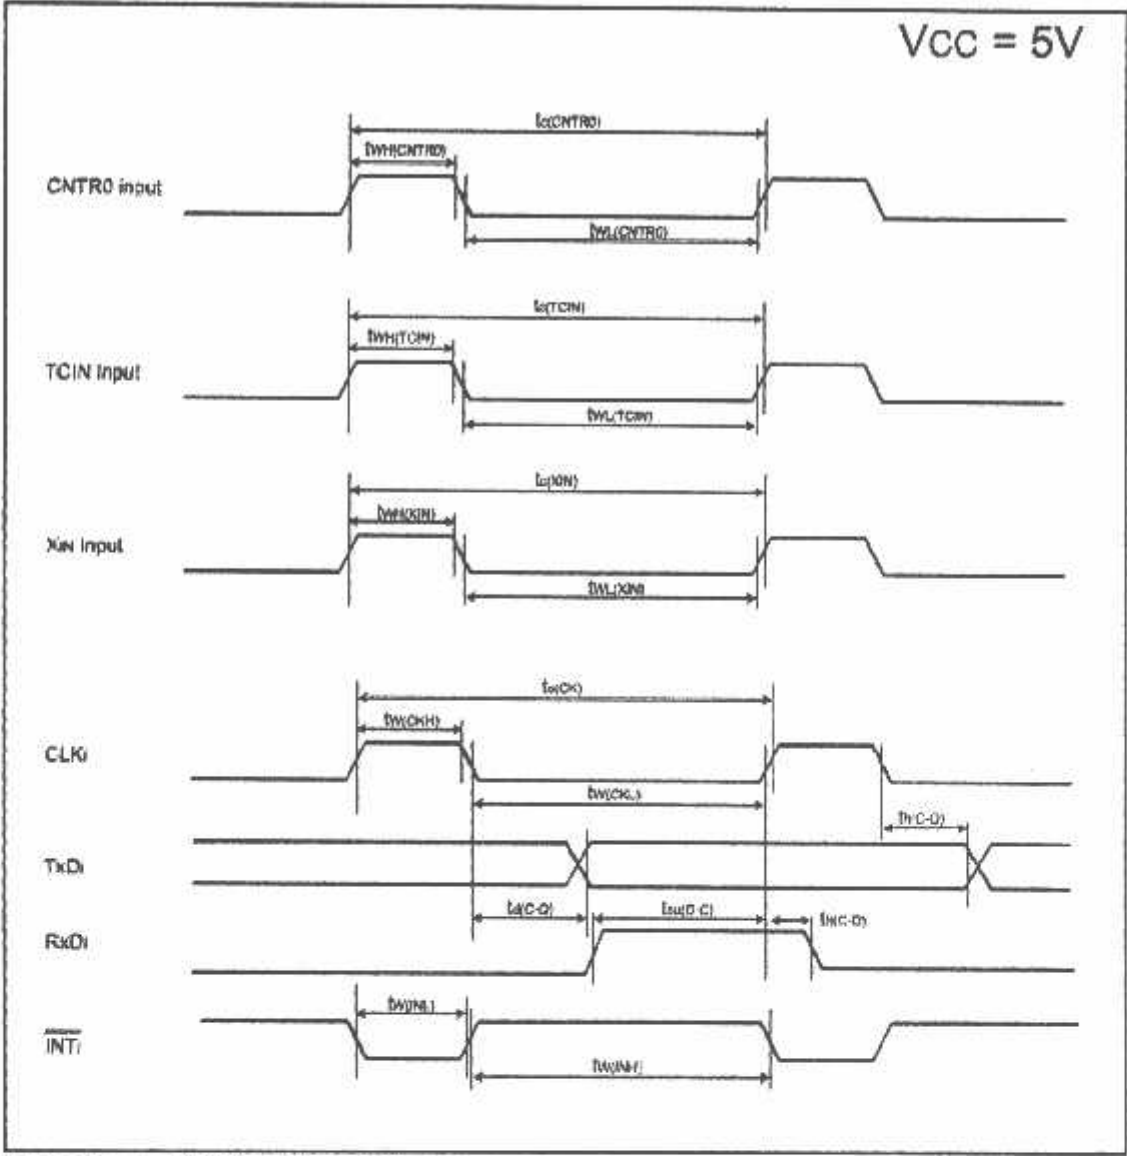 VCC = 5V
tc(CNTR0)
tWH(CNTR0)
CNTR0 input
tWL(CNTR0)
tc(TCIN)
tWH(TCIN)
TCIN input
tWL(TCIN)
tc(XIN)
tWH(XIN)
XIN input
tWL(XIN)
tc(CK)
tW(CKH)
CLKi
tW(CKL)
th(C-Q)
TxDi
td(C-Q)
tsu(D-C)
th(C-D)
RxDi
tW(INL)
INTi
tW(INH)